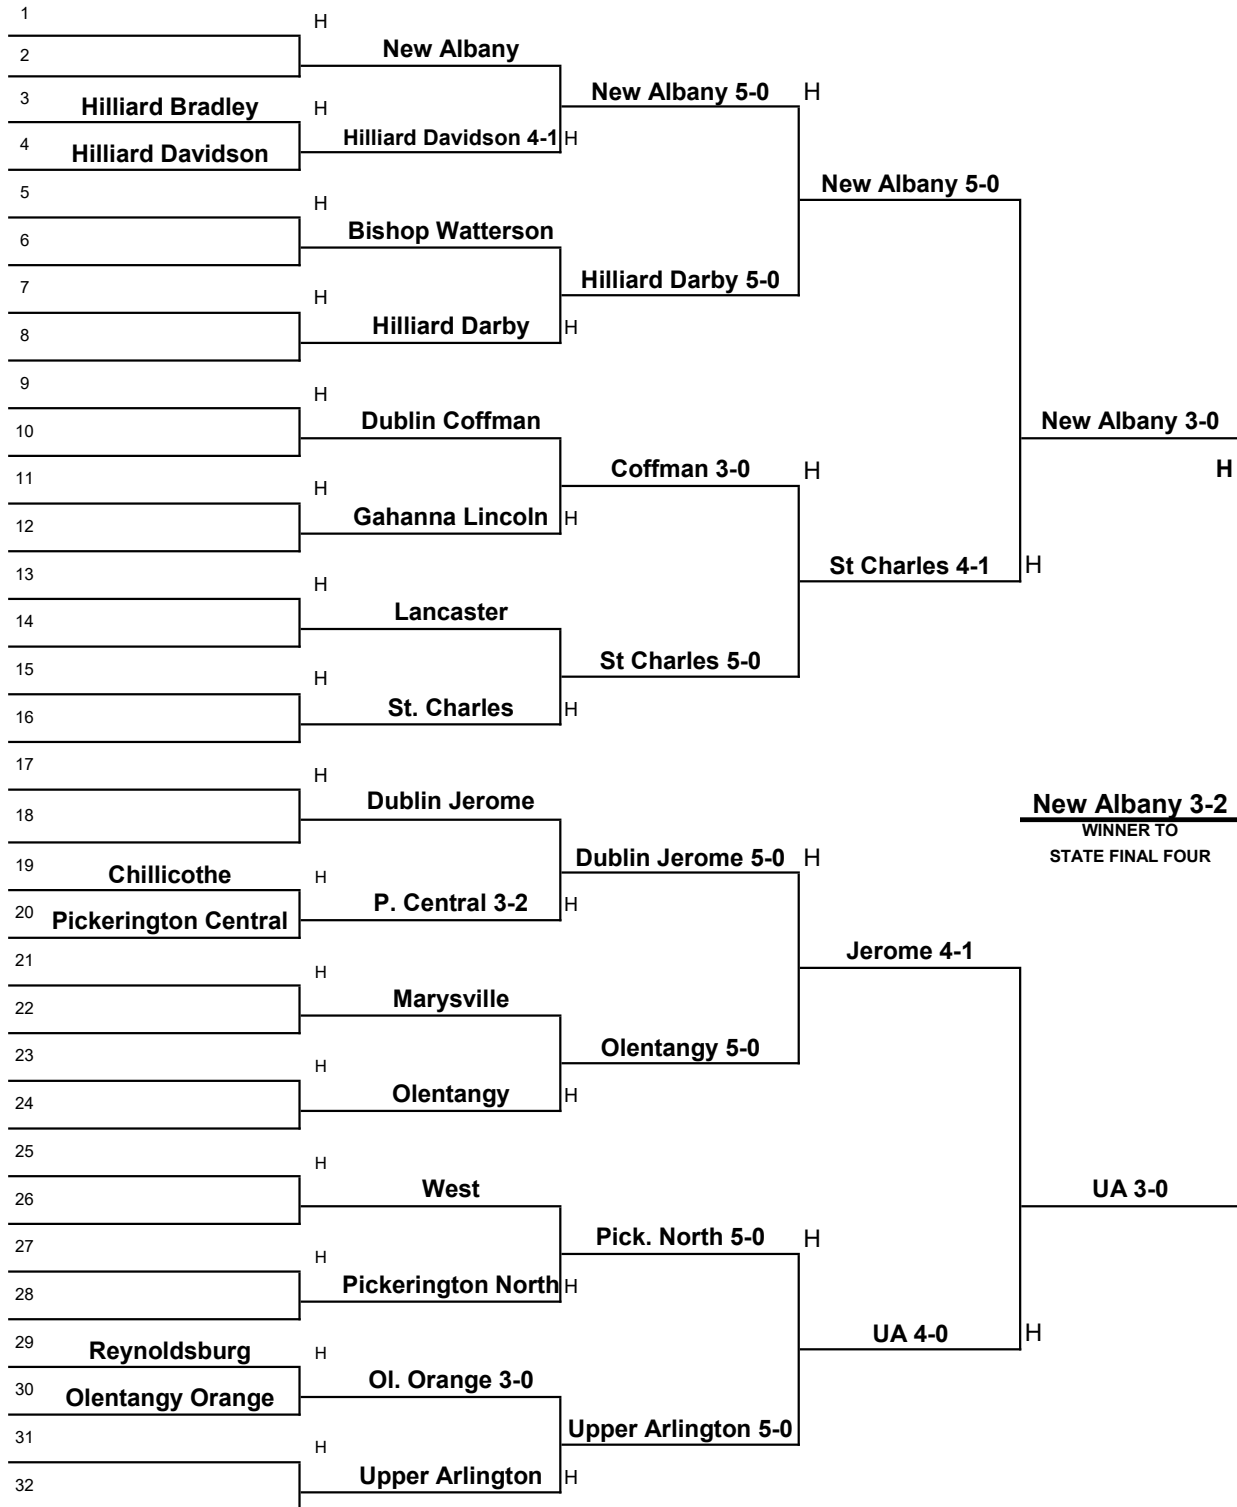 1
H
2
New Albany
New Albany 5-0 H
3 Hilliard Bradley H
Hilliard Davidson 4-1 H
4 Hilliard Davidson
New Albany 5-0
5
H
6
Bishop Watterson
Hilliard Darby 5-0
7
H
Hilliard Darby H
8
9
H
Dublin Coffman
New Albany 3-0
10
Coffman 3-0 H
H
11
H
Gahanna Lincoln H
12
St Charles 4-1 H
13
H
Lancaster
14
St Charles 5-0
15
H
St. Charles H
16
17
H
Dublin Jerome
New Albany 3-2
18
WINNER TO
STATE FINAL FOUR
Dublin Jerome 5-0 H
19 Chillicothe H
P. Central 3-2 H
20 Pickerington Central
Jerome 4-1
21
H
Marysville
22
Olentangy 5-0
23
H
Olentangy H
24
25
H
West
UA 3-0
26
Pick. North 5-0 H
27
H
Pickerington North H
28
UA 4-0 H
29 Reynoldsburg H
Ol. Orange 3-0
30 Olentangy Orange
Upper Arlington 5-0
31
H
Upper Arlington H
32